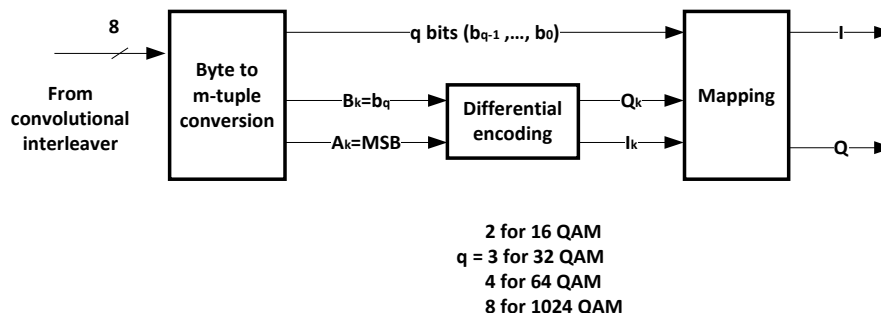 8
From
convolutional
interleaver
Byte to
m-tuple
conversion
q bits (bq-1 ,..., b0)
Bk=bq
Ak=MSB
Differential
encoding
Qk
Ik
Mapping
I
Q
2 for 16 QAM
q = 3 for 32 QAM
4 for 64 QAM
8 for 1024 QAM